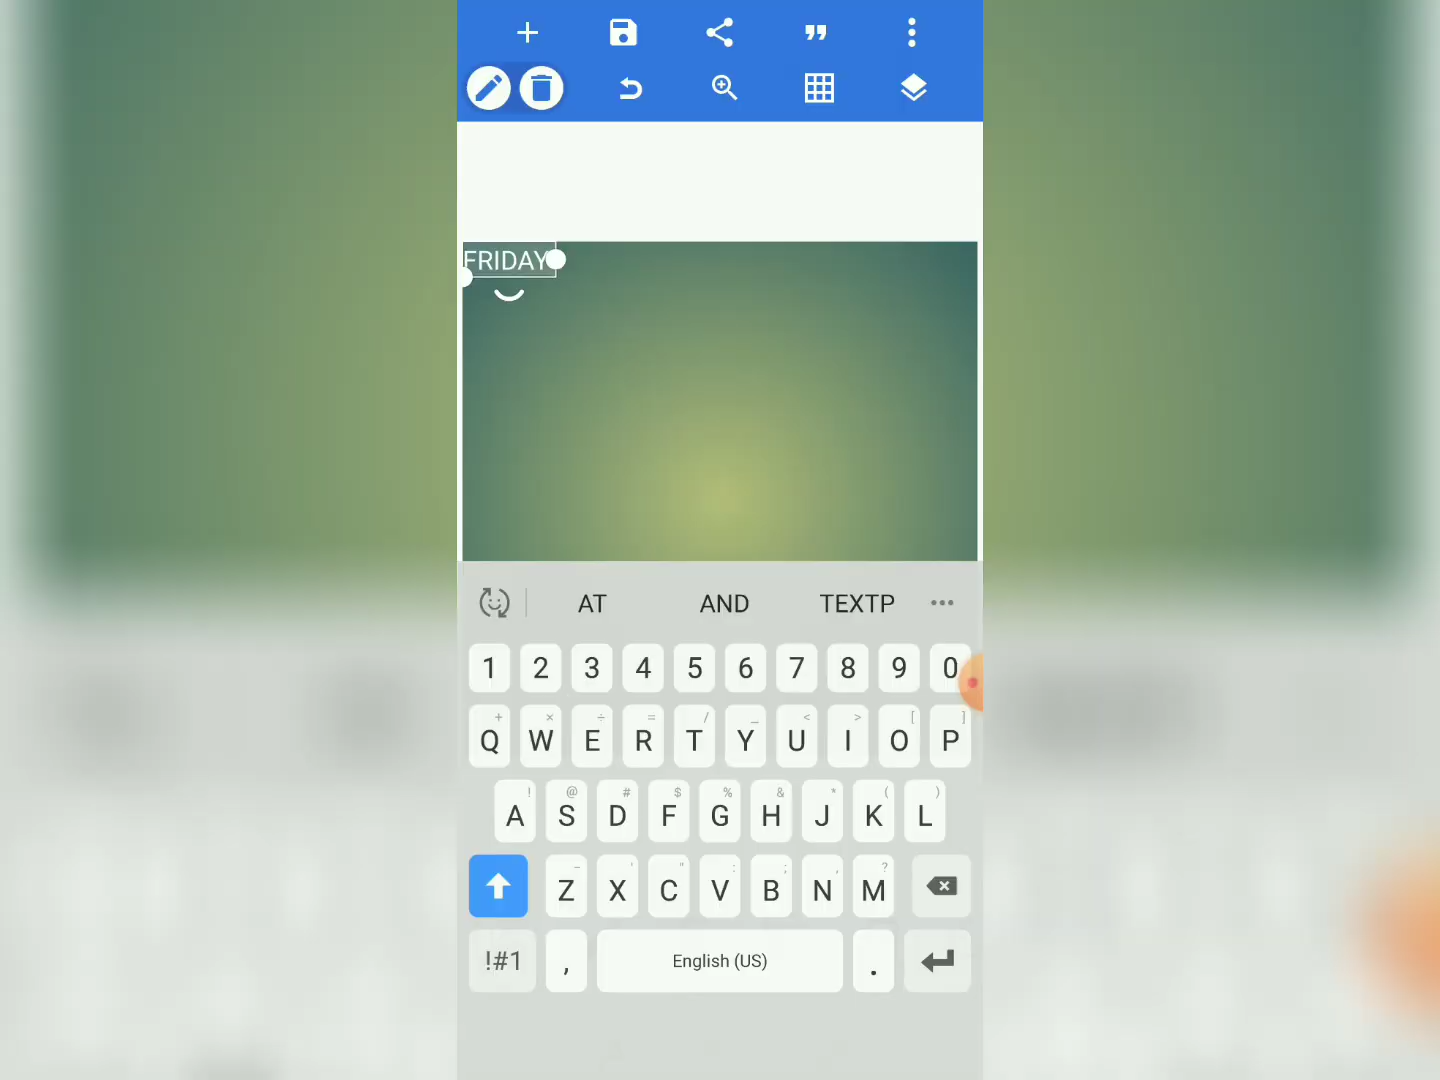 FRIDAY
AT AND TEXTP
1 2 3 4 5 6 7 8 9 0
+ × ÷ = / _ < > [ ]
Q W E R T Y U I O P
! @ # $ % & * ( )
A S D F G H J K L
- ' " : ; , ?
Z X C V B N M
!#1 , English (US) .